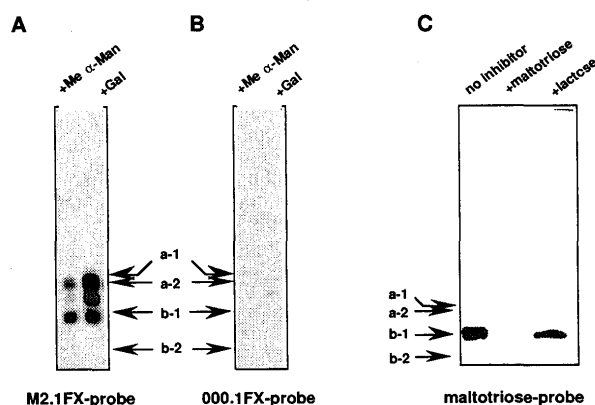 A
+Me α-Man
+Gal
B
+Me α-Man
+Gal
a-1
a-2
b-1
b-2
M2.1FX-probe
000.1FX-probe
C
no inhibitor
+maltotriose
+lactose
a-1
a-2
b-1
b-2
maltotriose-probe